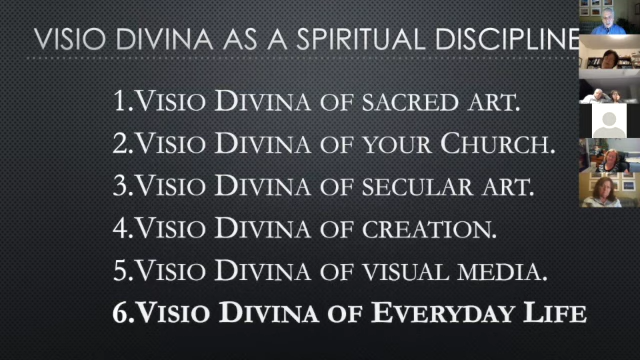 VISIO DIVINA AS A SPIRITUAL DISCIPLINE
1.VISIO DIVINA OF SACRED ART.
2.VISIO DIVINA OF YOUR CHURCH.
3.VISIO DIVINA OF SECULAR ART.
4.VISIO DIVINA OF CREATION.
5.VISIO DIVINA OF VISUAL MEDIA.
6.VISIO DIVINA OF EVERYDAY LIFE